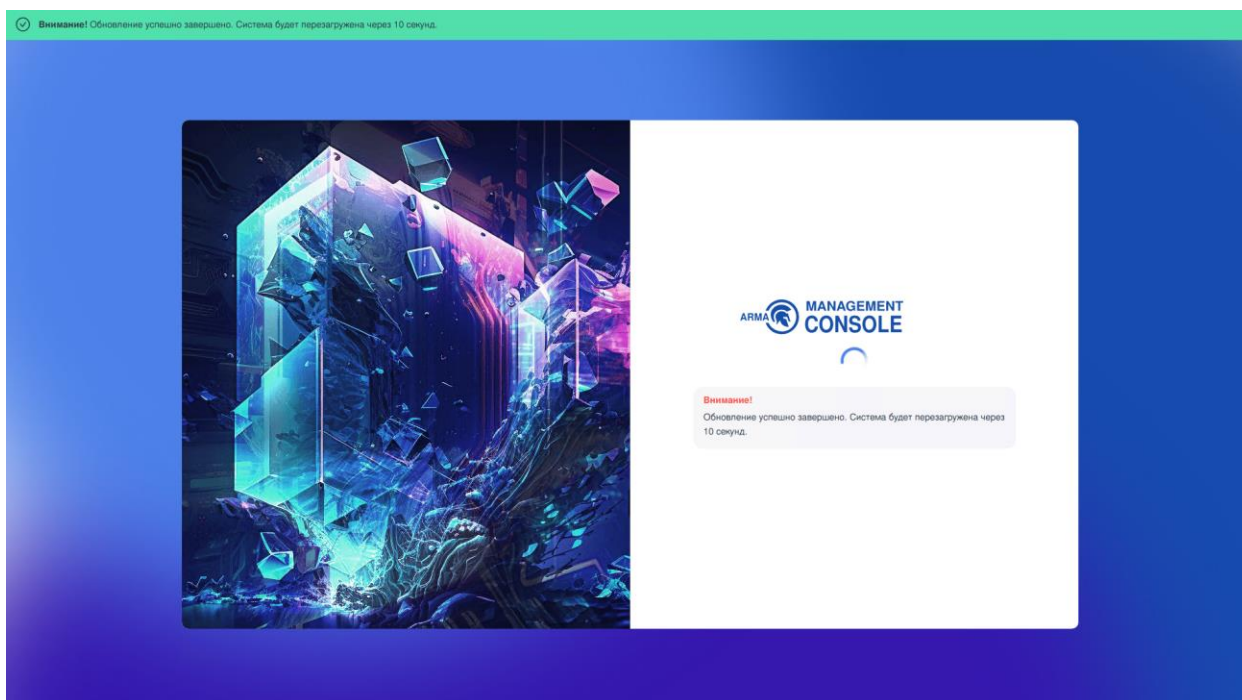 Внимание! Обновление успешно завершено. Система будет перезагружена через 10 секунд.
ARMA
MANAGEMENT
CONSOLE
Внимание!
Обновление успешно завершено. Система будет перезагружена через
10 секунд.